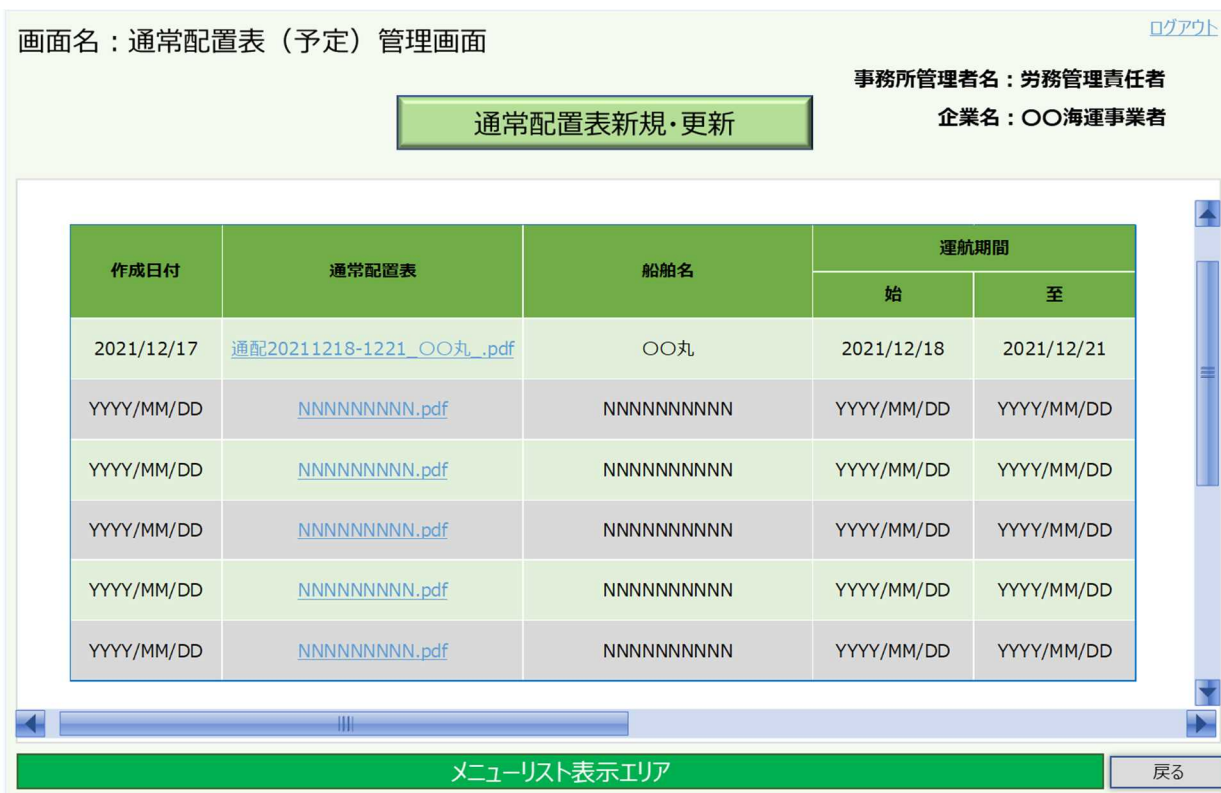 ログアウト
画面名：通常配置表（予定）管理画面
事務所管理者名：労務管理責任者
企業名：〇〇海運事業者
通常配置表新規・更新
作成日付 通常配置表 船舶名 運航期間
始 至
2021/12/17 通配20211218-1221_〇〇丸_.pdf 〇〇丸 2021/12/18 2021/12/21
YYYY/MM/DD NNNNNNNNN.pdf NNNNNNNNNN YYYY/MM/DD YYYY/MM/DD
YYYY/MM/DD NNNNNNNNN.pdf NNNNNNNNNN YYYY/MM/DD YYYY/MM/DD
YYYY/MM/DD NNNNNNNNN.pdf NNNNNNNNNN YYYY/MM/DD YYYY/MM/DD
YYYY/MM/DD NNNNNNNNN.pdf NNNNNNNNNN YYYY/MM/DD YYYY/MM/DD
YYYY/MM/DD NNNNNNNNN.pdf NNNNNNNNNN YYYY/MM/DD YYYY/MM/DD
メニューリスト表示エリア 戻る